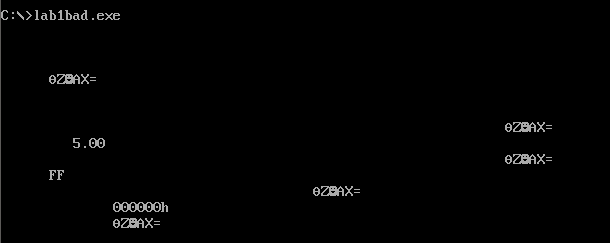 C:\>lab1bad.exe
θZ◘AX=
θZ◘AX=
5.00
θZ◘AX=
FF
θZ◘AX=
000000h
θZ◘AX=